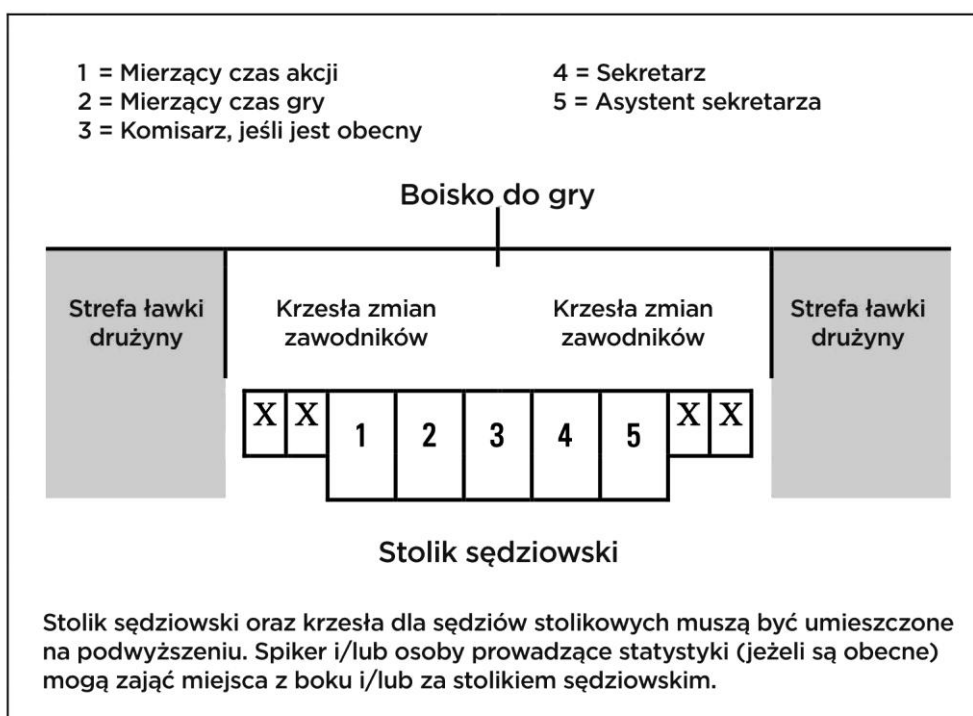 1 = Mierzący czas akcji
2 = Mierzący czas gry
3 = Komisarz, jeśli jest obecny
4 = Sekretarz
5 = Asystent sekretarza
Boisko do gry
Strefa ławki
drużyny
Krzesła zmian
zawodników
Krzesła zmian
zawodników
Strefa ławki
drużyny
X X 1 2 3 4 5 X X
Stolik sędziowski
Stolik sędziowski oraz krzesła dla sędziów stolikowych muszą być umieszczone
na podwyższeniu. Spiker i/lub osoby prowadzące statystyki (jeżeli są obecne)
mogą zająć miejsca z boku i/lub za stolikiem sędziowskim.